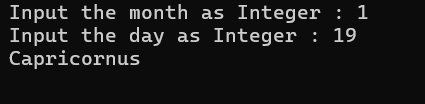 Input the month as Integer : 1
Input the day as Integer : 19
Capricornus